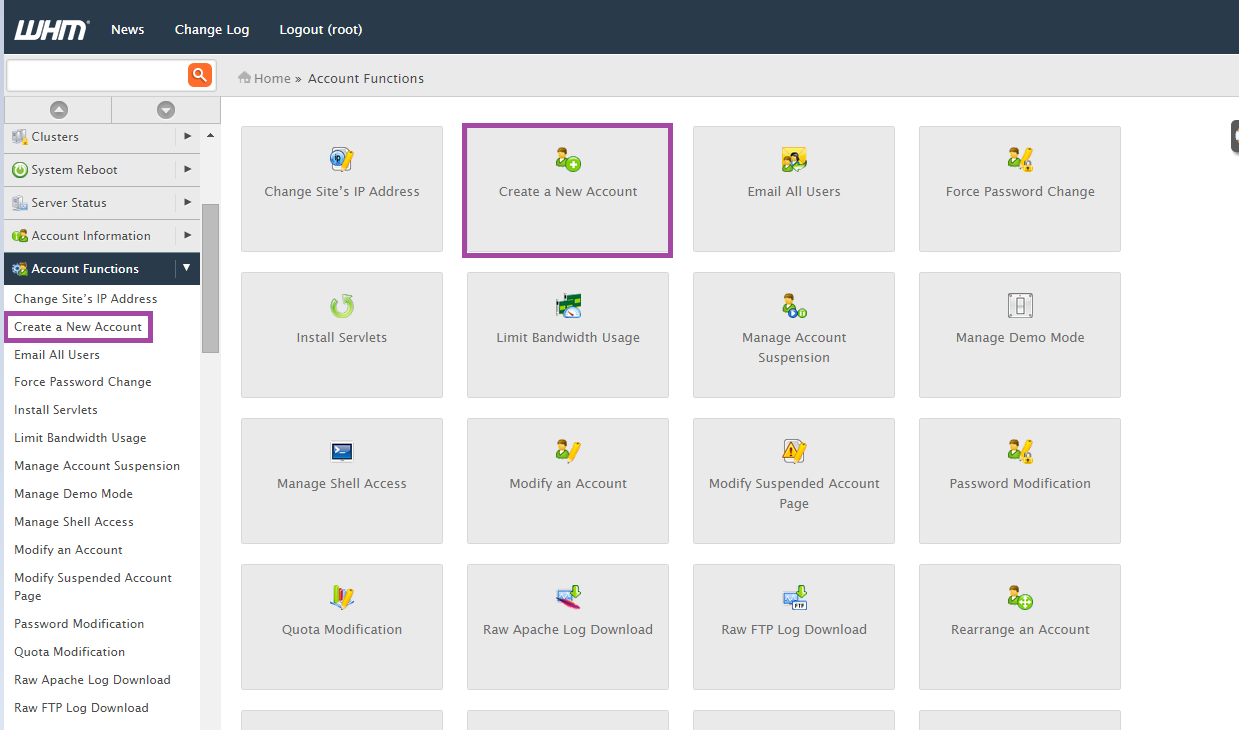 WHM News Change Log Logout (root)
Home » Account Functions
Clusters
System Reboot
Server Status
Account Information
Account Functions
Change Site's IP Address
Create a New Account
Email All Users
Force Password Change
Install Servlets
Limit Bandwidth Usage
Manage Account Suspension
Manage Demo Mode
Manage Shell Access
Modify an Account
Modify Suspended Account
Page
Password Modification
Quota Modification
Raw Apache Log Download
Raw FTP Log Download
Change Site's IP Address
Create a New Account
Email All Users
Force Password Change
Install Servlets
Limit Bandwidth Usage
Manage Account
Suspension
Manage Demo Mode
Manage Shell Access
Modify an Account
Modify Suspended Account
Page
Password Modification
Quota Modification
Raw Apache Log Download
FTP
Raw FTP Log Download
Rearrange an Account